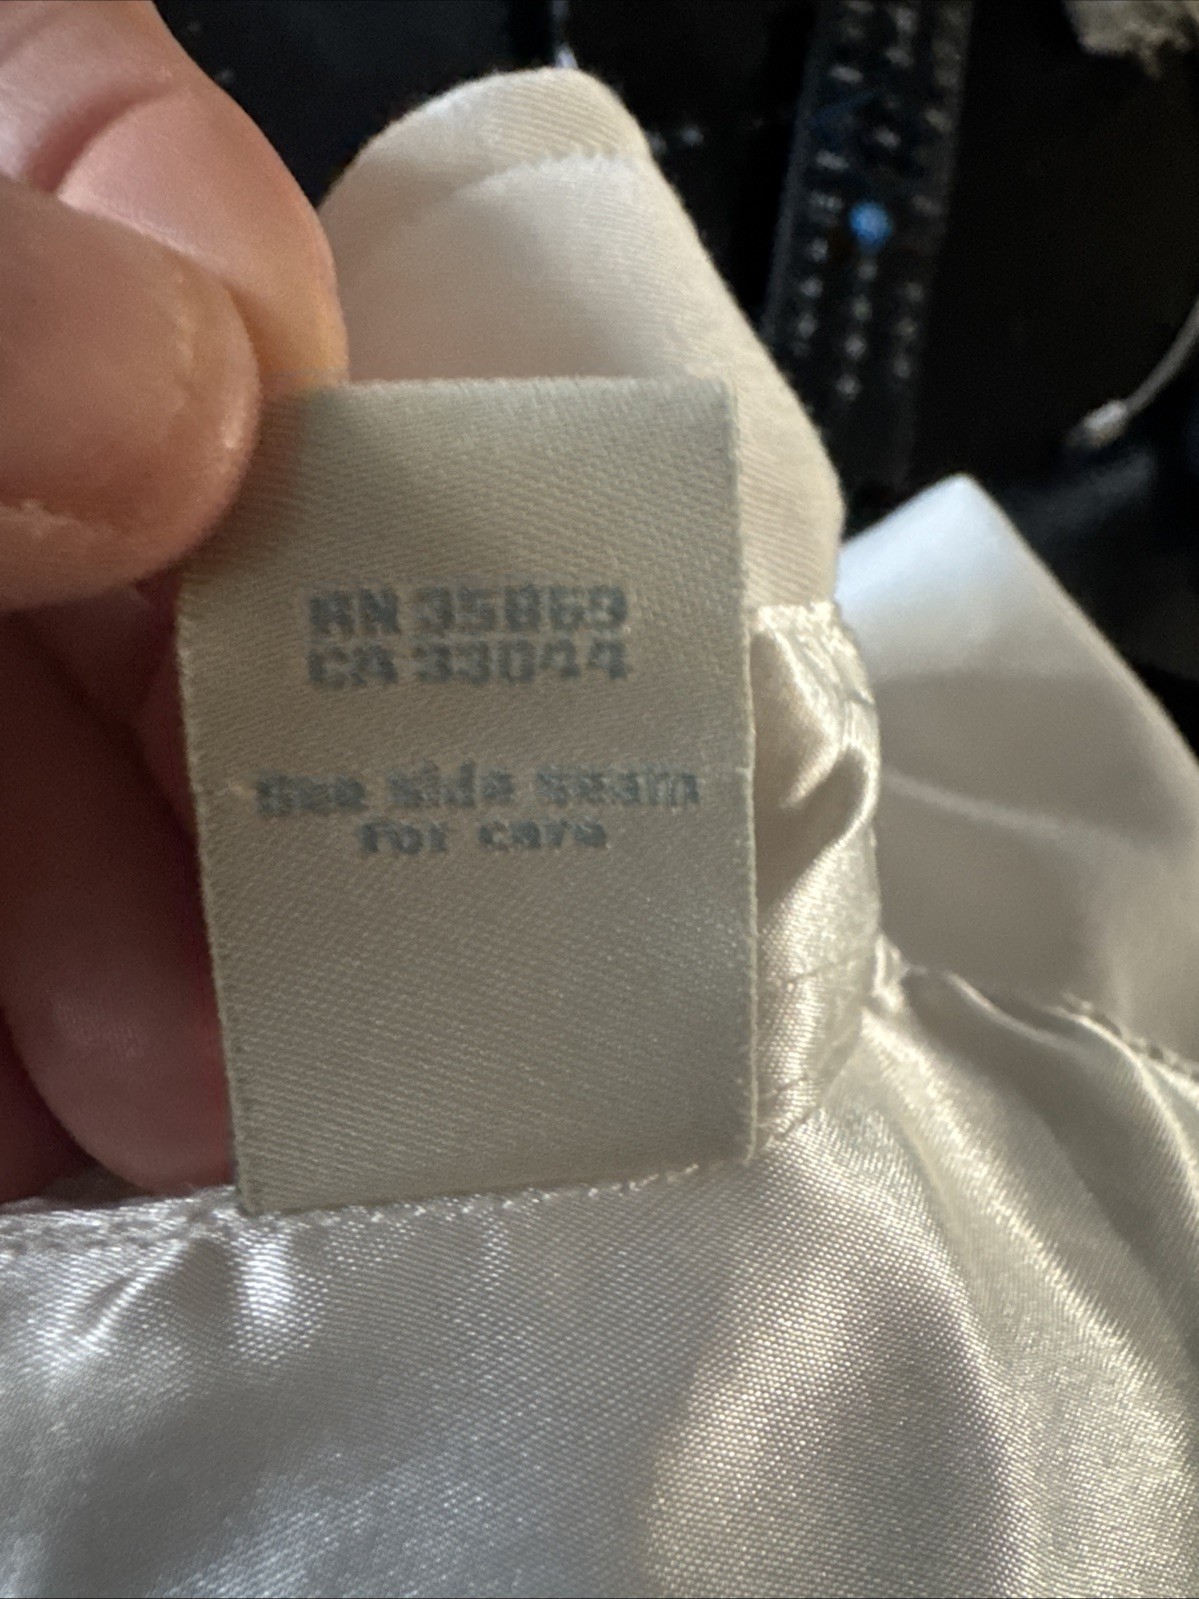 RN 35869
CA 33044
See side seam
for care